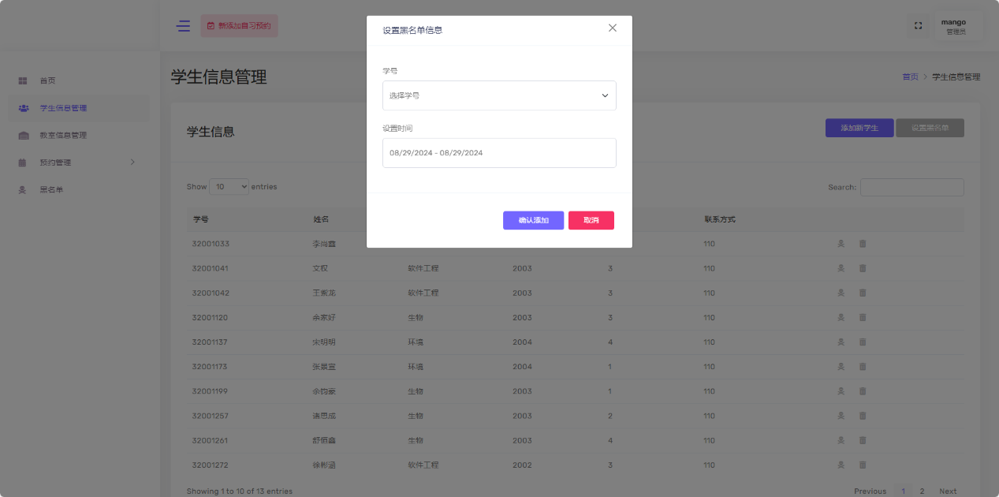 新添加自习预约
mango
管理员
首页
学生信息管理
教室信息管理
预约管理
黑名单
学生信息管理
首页 > 学生信息管理
学生信息
添加新学生 设置黑名单
Show 10 entries
Search:
学号 姓名 联系方式
32001033 李尚鑫 110
32001041 文权 软件工程 2003 3 110
32001042 王紫龙 软件工程 2003 3 110
32001120 余家好 生物 2003 3 110
32001137 宋明明 环境 2004 4 110
32001173 张景宣 环境 2004 1 110
32001199 余钧豪 生物 2003 1 110
32001257 诸思成 生物 2003 2 110
32001261 舒恒鑫 生物 2003 4 110
32001272 徐彬涵 软件工程 2002 3 110
Showing 1 to 10 of 13 entries
Previous 1 2 Next
设置黑名单信息
学号
选择学号
设置时间
08/29/2024 - 08/29/2024
确认添加 取消